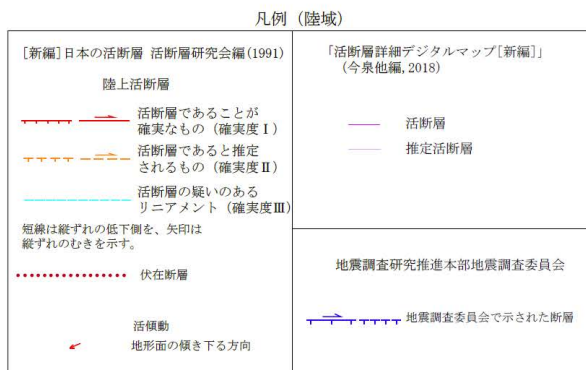 凡例（陸域）
[新編]日本の活断層 活断層研究会編(1991)
陸上活断層
活断層であることが
確実なもの（確実度Ⅰ）
活断層であると推定
されるもの（確実度Ⅱ）
活断層の疑いのある
リニアメント（確実度Ⅲ）
短線は縦ずれの低下側を、矢印は
縦ずれのむきを示す。
伏在断層
活傾動
地形面の傾き下る方向
「活断層詳細デジタルマップ[新編]」
（今泉他編,2018）
活断層
推定活断層
地震調査研究推進本部地震調査委員会
地震調査委員会で示された断層